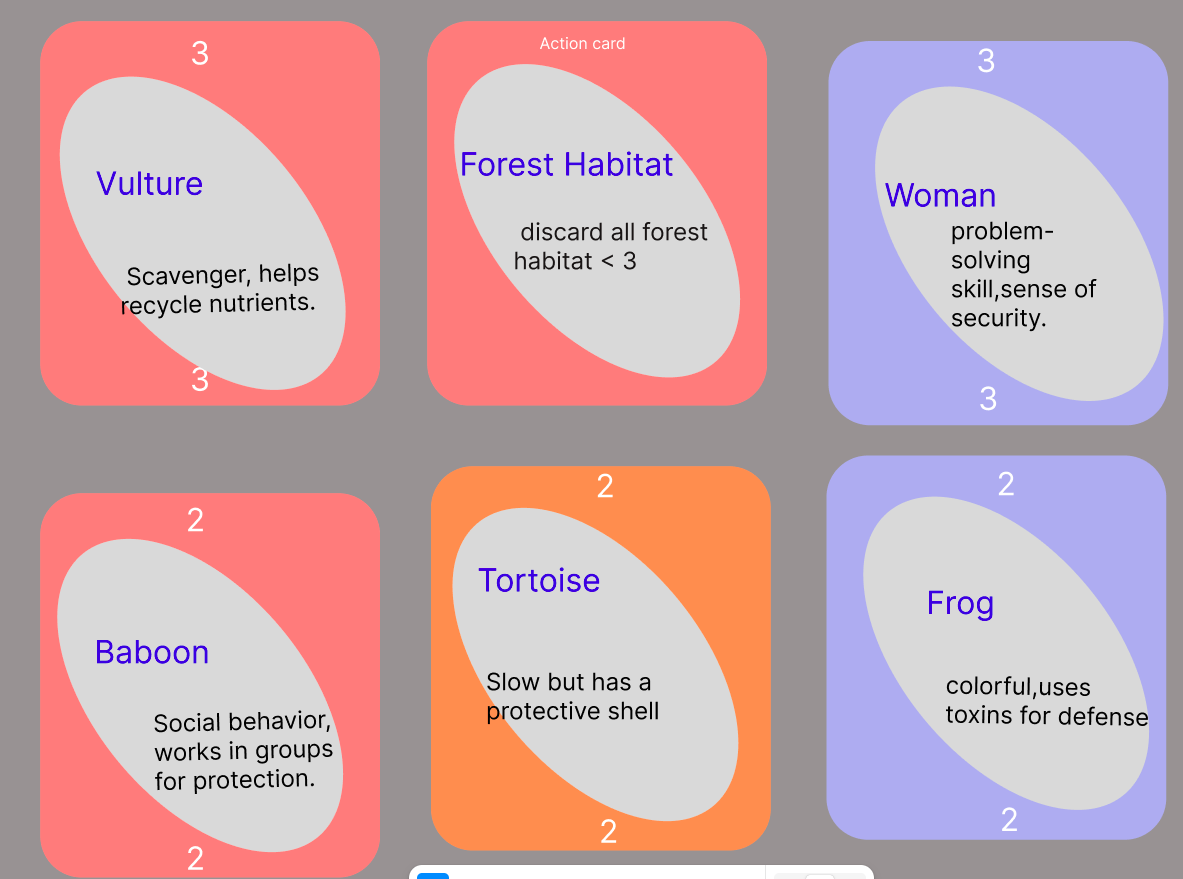 3
Vulture
Scavenger, helps
recycle nutrients.
3
Action card
Forest Habitat
discard all forest
habitat < 3
3
Woman
problem-
solving
skill,sense of
security.
3
2
Baboon
Social behavior,
works in groups
for protection.
2
2
Tortoise
Slow but has a
protective shell
2
2
Frog
colorful,uses
toxins for defense
2